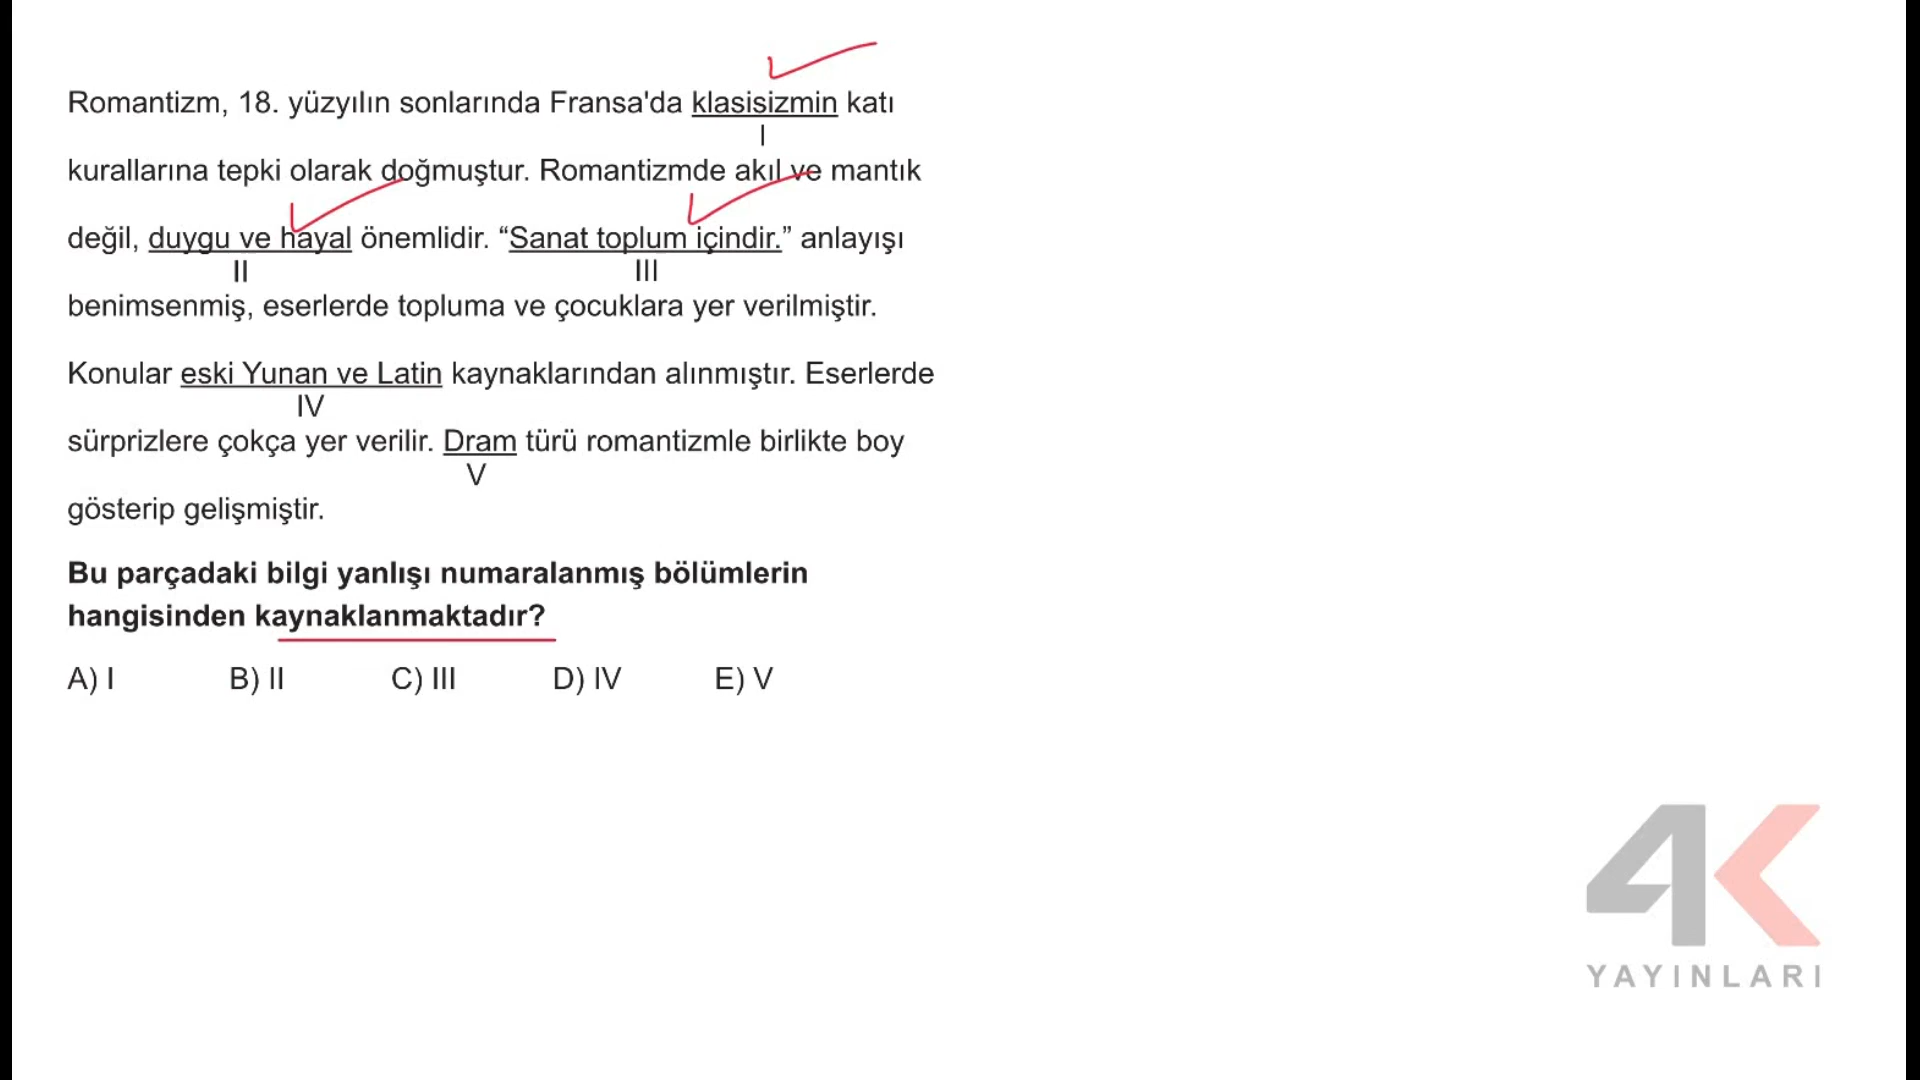 Romantizm, 18. yüzyılın sonlarında Fransa'da klasisizmin katı
I
kurallarına tepki olarak doğmuştur. Romantizmde akıl ve mantık
değil, duygu ve hayal önemlidir. “Sanat toplum içindir.” anlayışı
II III
benimsenmiş, eserlerde topluma ve çocuklara yer verilmiştir.
Konular eski Yunan ve Latin kaynaklarından alınmıştır. Eserlerde
IV
sürprizlere çokça yer verilir. Dram türü romantizmle birlikte boy
V
gösterip gelişmiştir.
Bu parçadaki bilgi yanlışı numaralanmış bölümlerin
hangisinden kaynaklanmaktadır?
A) I B) II C) III D) IV E) V
4K
YAYINLARI